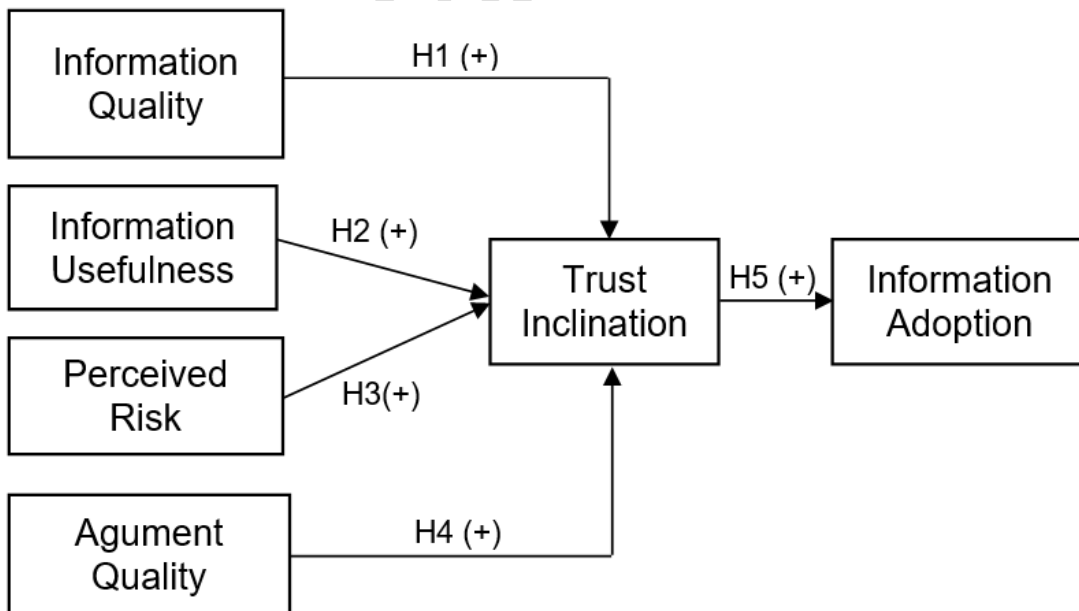 Information
Quality
H1 (+)
Information
Usefulness
H2 (+)
Perceived
Risk
H3(+)
Agument
Quality
H4 (+)
Trust
Inclination
H5 (+)
Information
Adoption